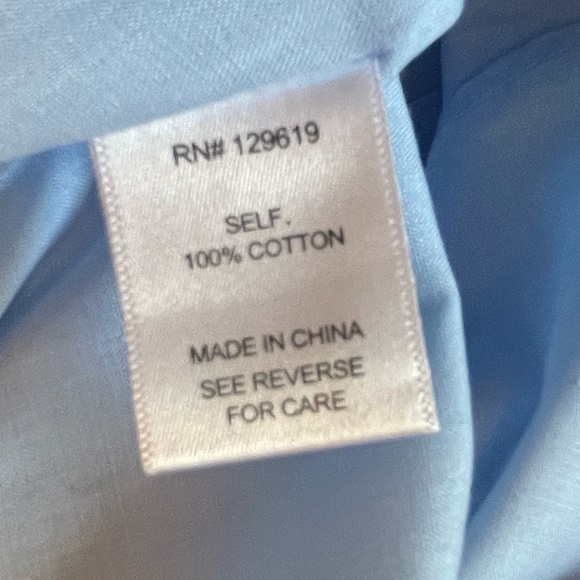 RN# 129619
SELF.
100% COTTON
MADE IN CHINA
SEE REVERSE
FOR CARE